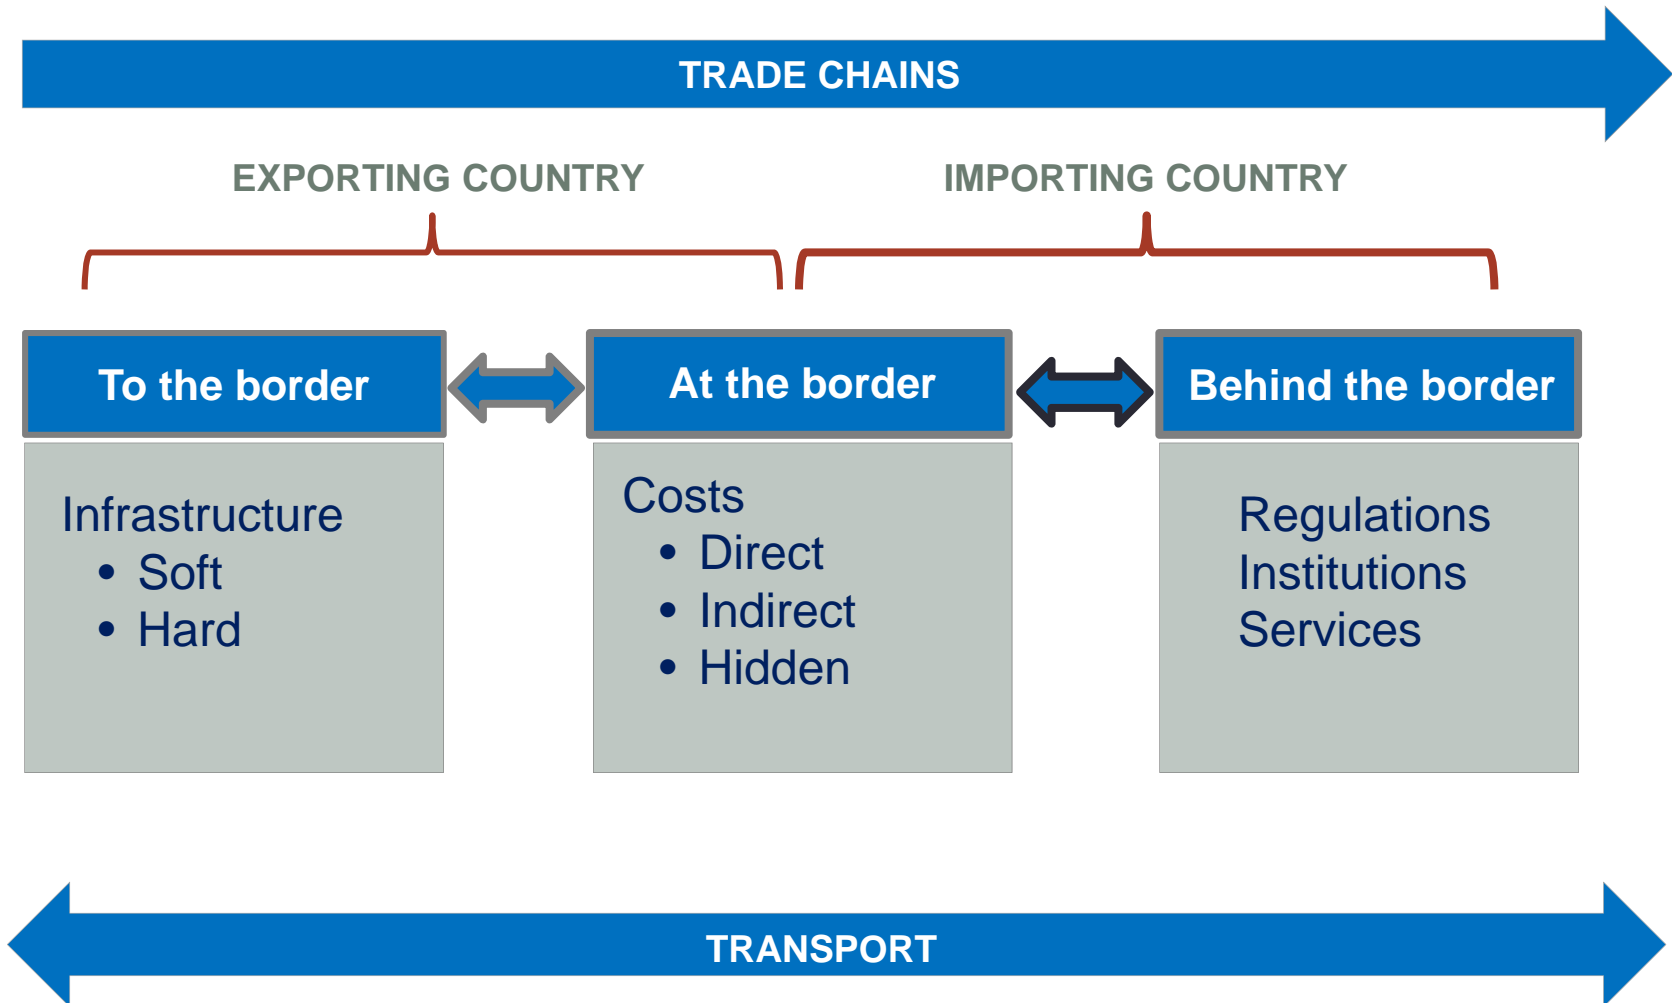 TRADE CHAINS
EXPORTING COUNTRY
IMPORTING COUNTRY
To the border
At the border
Behind the border
Infrastructure
• Soft
• Hard
Costs
• Direct
• Indirect
• Hidden
Regulations
Institutions
Services
TRANSPORT